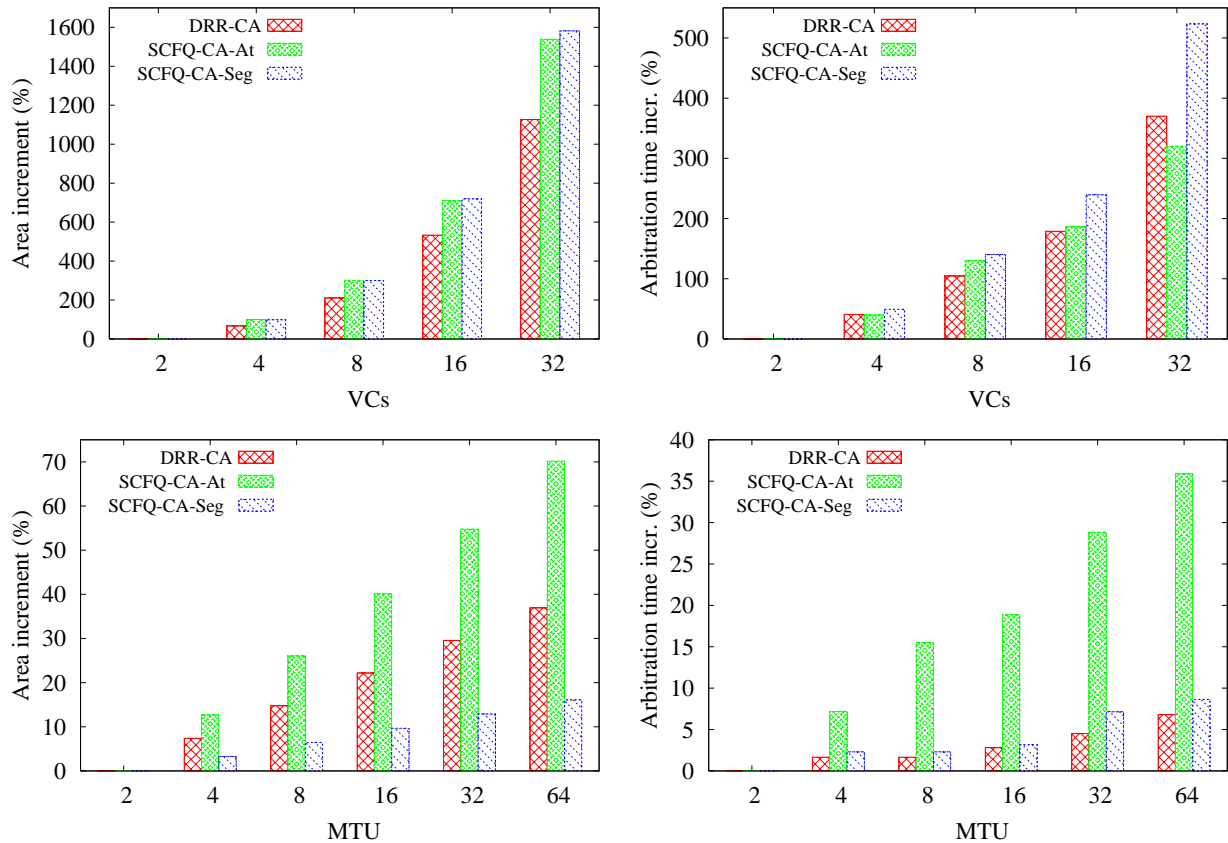 Area increment (%)
1600
1400
1200
1000
800
600
400
200
0
DRR-CA
SCFQ-CA-At
SCFQ-CA-Seg
2 4 8 16 32
VCs
Arbitration time incr. (%)
500
400
300
200
100
0
DRR-CA
SCFQ-CA-At
SCFQ-CA-Seg
2 4 8 16 32
VCs
Area increment (%)
70
60
50
40
30
20
10
0
DRR-CA
SCFQ-CA-At
SCFQ-CA-Seg
2 4 8 16 32 64
MTU
Arbitration time incr. (%)
40
35
30
25
20
15
10
5
0
DRR-CA
SCFQ-CA-At
SCFQ-CA-Seg
2 4 8 16 32 64
MTU